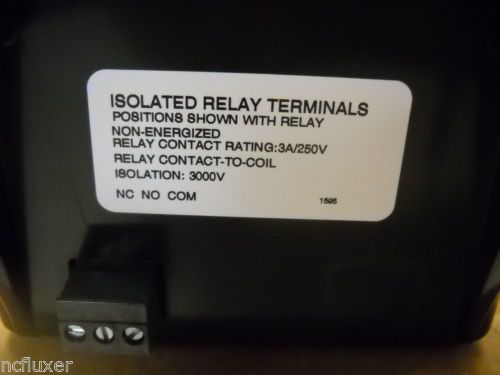 ISOLATED RELAY TERMINALS
POSITIONS SHOWN WITH RELAY
NON-ENERGIZED
RELAY CONTACT RATING:3A/250V
RELAY CONTACT-TO-COIL
ISOLATION: 3000V
NC NO COM 1596
ncfluxer